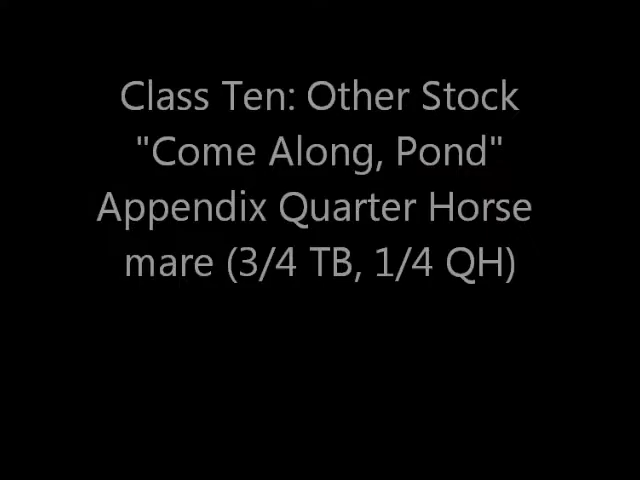 Class Ten: Other Stock
"Come Along, Pond"
Appendix Quarter Horse
mare (3/4 TB, 1/4 QH)